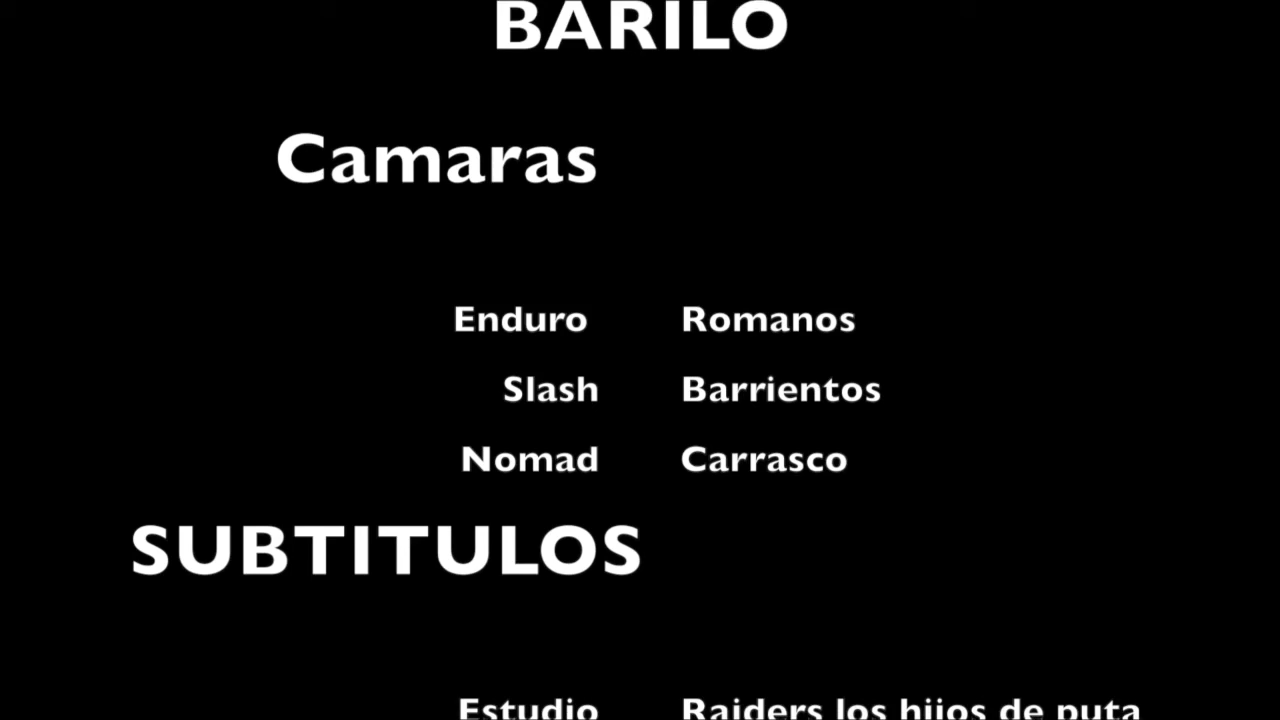 BARILO
Camaras
Enduro Romanos
Slash Barrientos
Nomad Carrasco
SUBTITULOS
Estudio Raiders los hijos de puta